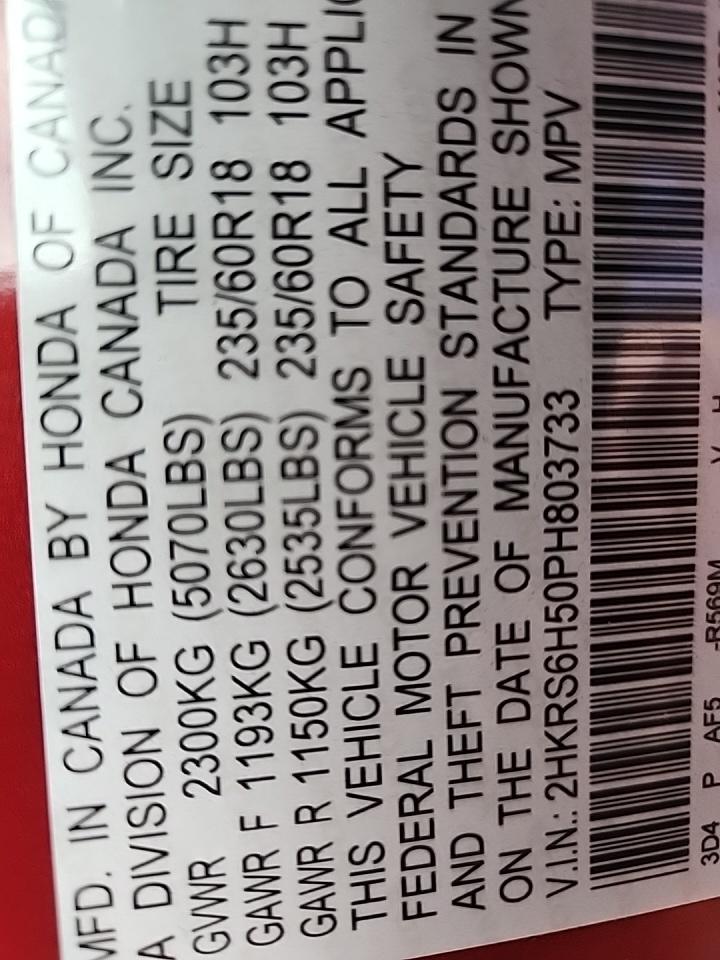 MFD. IN CANADA BY HONDA OF CANADA
A DIVISION OF HONDA CANADA INC.
TIRE SIZE
GVWR 2300KG (5070LBS)
GAWR F 1193KG (2630LBS) 235/60R18 103H
GAWR R 1150KG (2535LBS) 235/60R18 103H
THIS VEHICLE CONFORMS TO ALL APPLIC
FEDERAL MOTOR VEHICLE SAFETY
AND THEFT PREVENTION STANDARDS IN
ON THE DATE OF MANUFACTURE SHOWN
V.I.N.: 2HKRS6H50PH803733 TYPE: MPV
3D4 P AF5 -R569M Y H